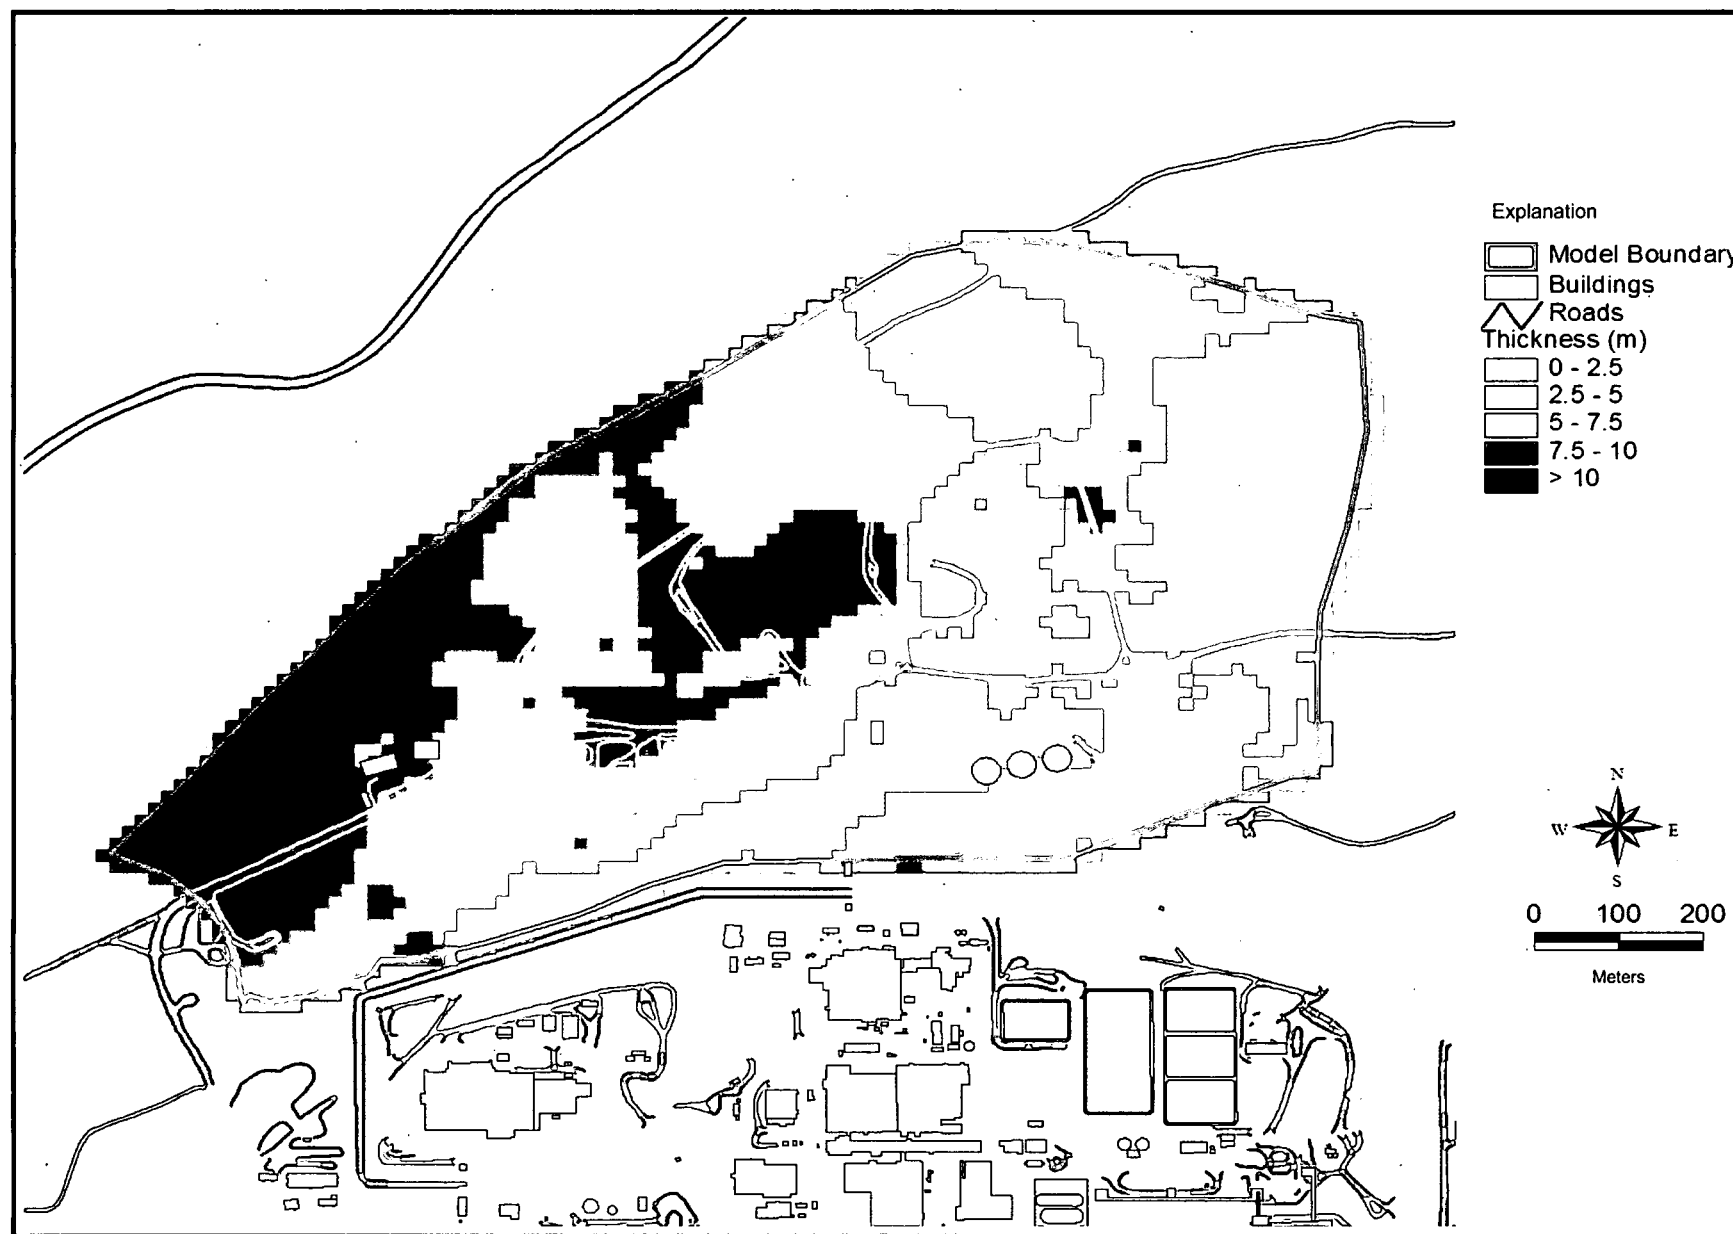 Explanation
Model Boundary
Buildings
Roads
Thickness (m)
0 - 2.5
2.5 - 5
5 - 7.5
7.5 - 10
> 10
N
W E
S
0 100 200
Meters